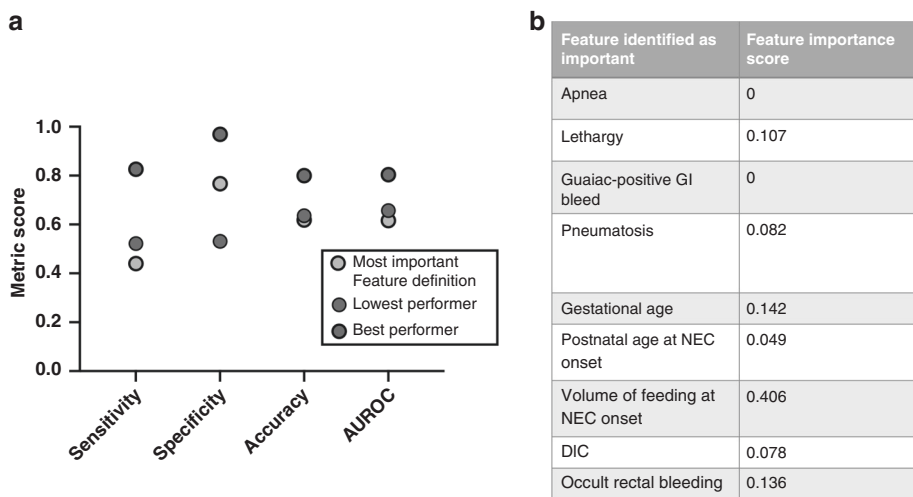 a
Metric score
1.0
0.8
0.6
0.4
0.2
0.0
Sensitivity
Specificity
Accuracy
AUROC
Most important
Feature definition
Lowest performer
Best performer
b
Feature identified as important | Feature importance score
Apnea 0
Lethargy 0.107
Guaiac-positive GI
bleed 0
Pneumatosis 0.082
Gestational age 0.142
Postnatal age at NEC
onset 0.049
Volume of feeding at
NEC onset 0.406
DIC 0.078
Occult rectal bleeding 0.136